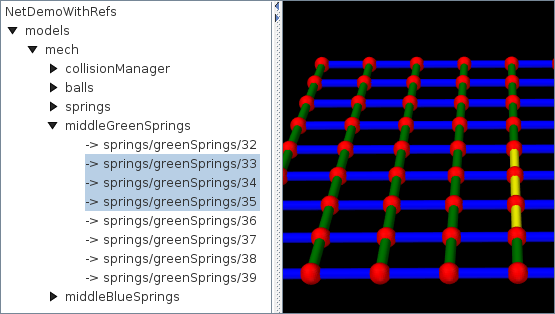 NetDemoWithRefs
models
mech
collisionManager
balls
springs
middleGreenSprings
-> springs/greenSprings/32
-> springs/greenSprings/33
-> springs/greenSprings/34
-> springs/greenSprings/35
-> springs/greenSprings/36
-> springs/greenSprings/37
-> springs/greenSprings/38
-> springs/greenSprings/39
middleBlueSprings